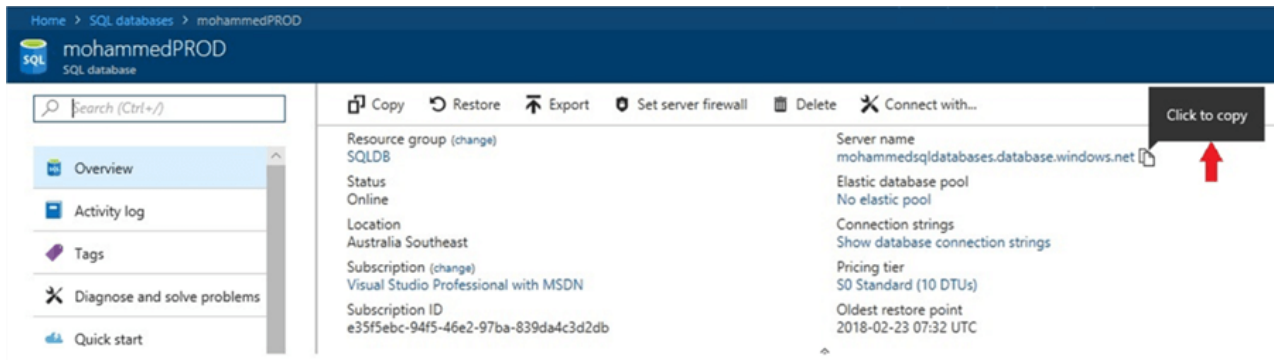 Home > SQL databases > mohammedPROD
SQL
mohammedPROD
SQL database
Search (Ctrl+/)
Overview
Activity log
Tags
Diagnose and solve problems
Quick start
Copy Restore Export Set server firewall Delete Connect with...
Click to copy
Resource group (change)
SQLDB
Status
Online
Location
Australia Southeast
Subscription (change)
Visual Studio Professional with MSDN
Subscription ID
e35f5ebc-94f5-46e2-97ba-839da4c3d2db
Server name
mohammedsqldatabases.database.windows.net
Elastic database pool
No elastic pool
Connection strings
Show database connection strings
Pricing tier
S0 Standard (10 DTUs)
Oldest restore point
2018-02-23 07:32 UTC